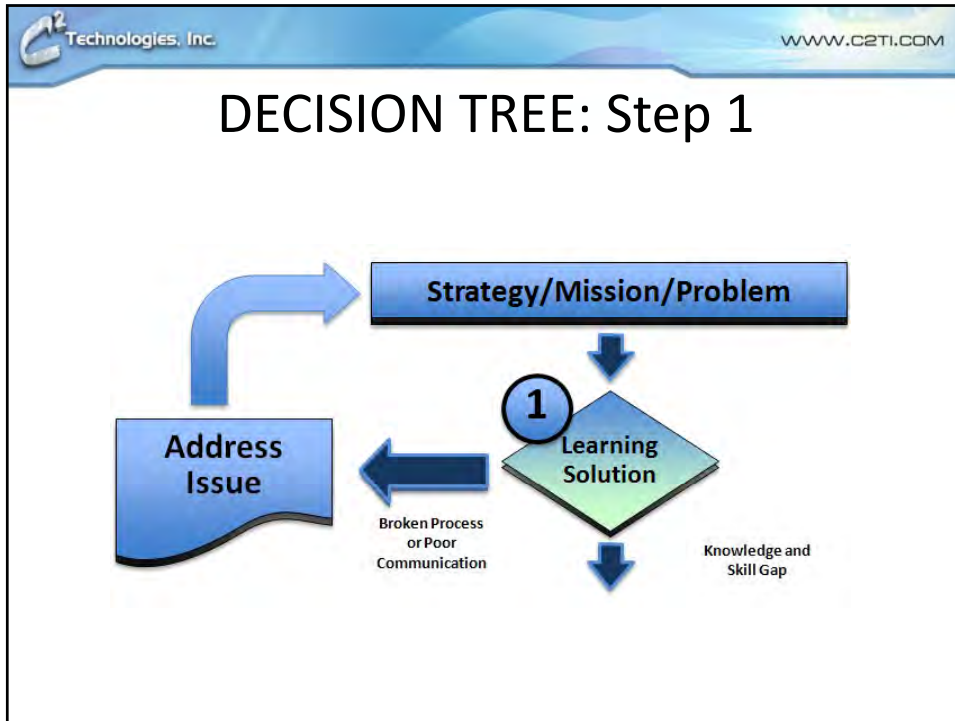 C² Technologies, Inc.
WWW.C2TI.COM
DECISION TREE: Step 1
Strategy/Mission/Problem
1
Learning
Solution
Address
Issue
Broken Process
or Poor
Communication
Knowledge and
Skill Gap